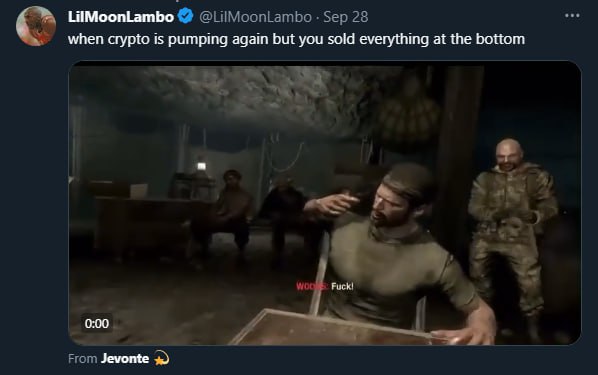 LilMoonLambo @LilMoonLambo · Sep 28
when crypto is pumping again but you sold everything at the bottom
WOODS: Fuck!
0:00
From Jevonte 💫